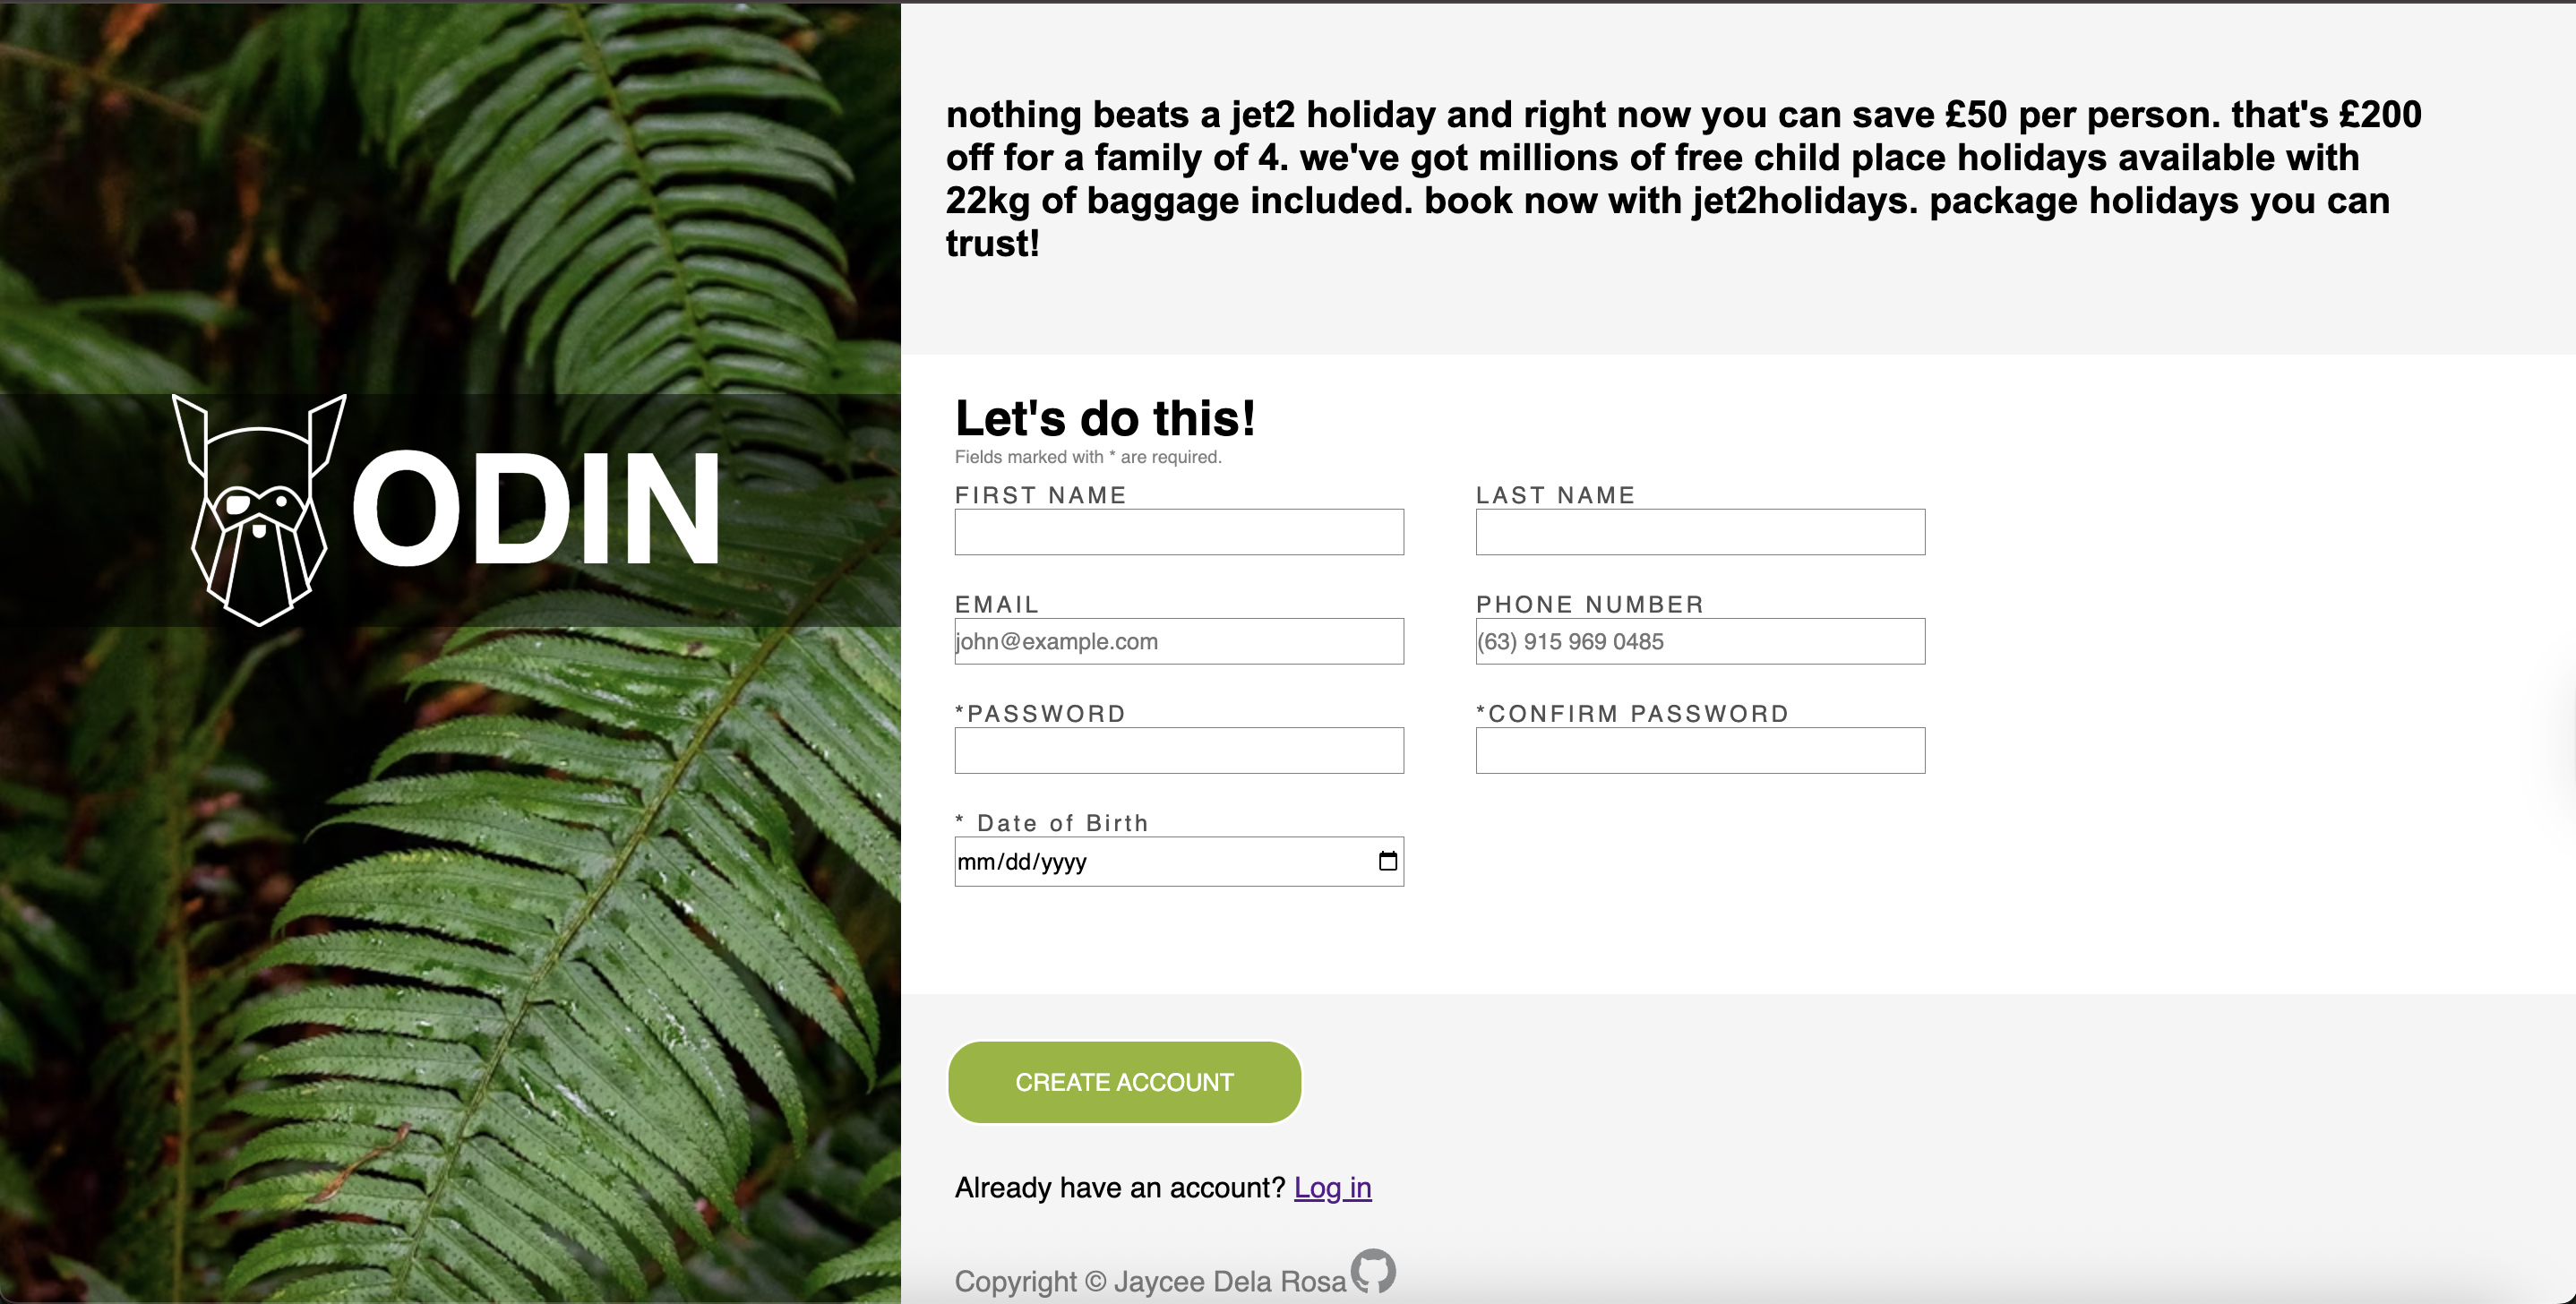 ODIN
nothing beats a jet2 holiday and right now you can save £50 per person. that's £200
off for a family of 4. we've got millions of free child place holidays available with
22kg of baggage included. book now with jet2holidays. package holidays you can
trust!
Let's do this!
Fields marked with * are required.
FIRST NAME
LAST NAME
EMAIL
PHONE NUMBER
john@example.com
(63) 915 969 0485
*PASSWORD
*CONFIRM PASSWORD
* Date of Birth
mm/dd/yyyy
CREATE ACCOUNT
Already have an account? Log in
Copyright © Jaycee Dela Rosa